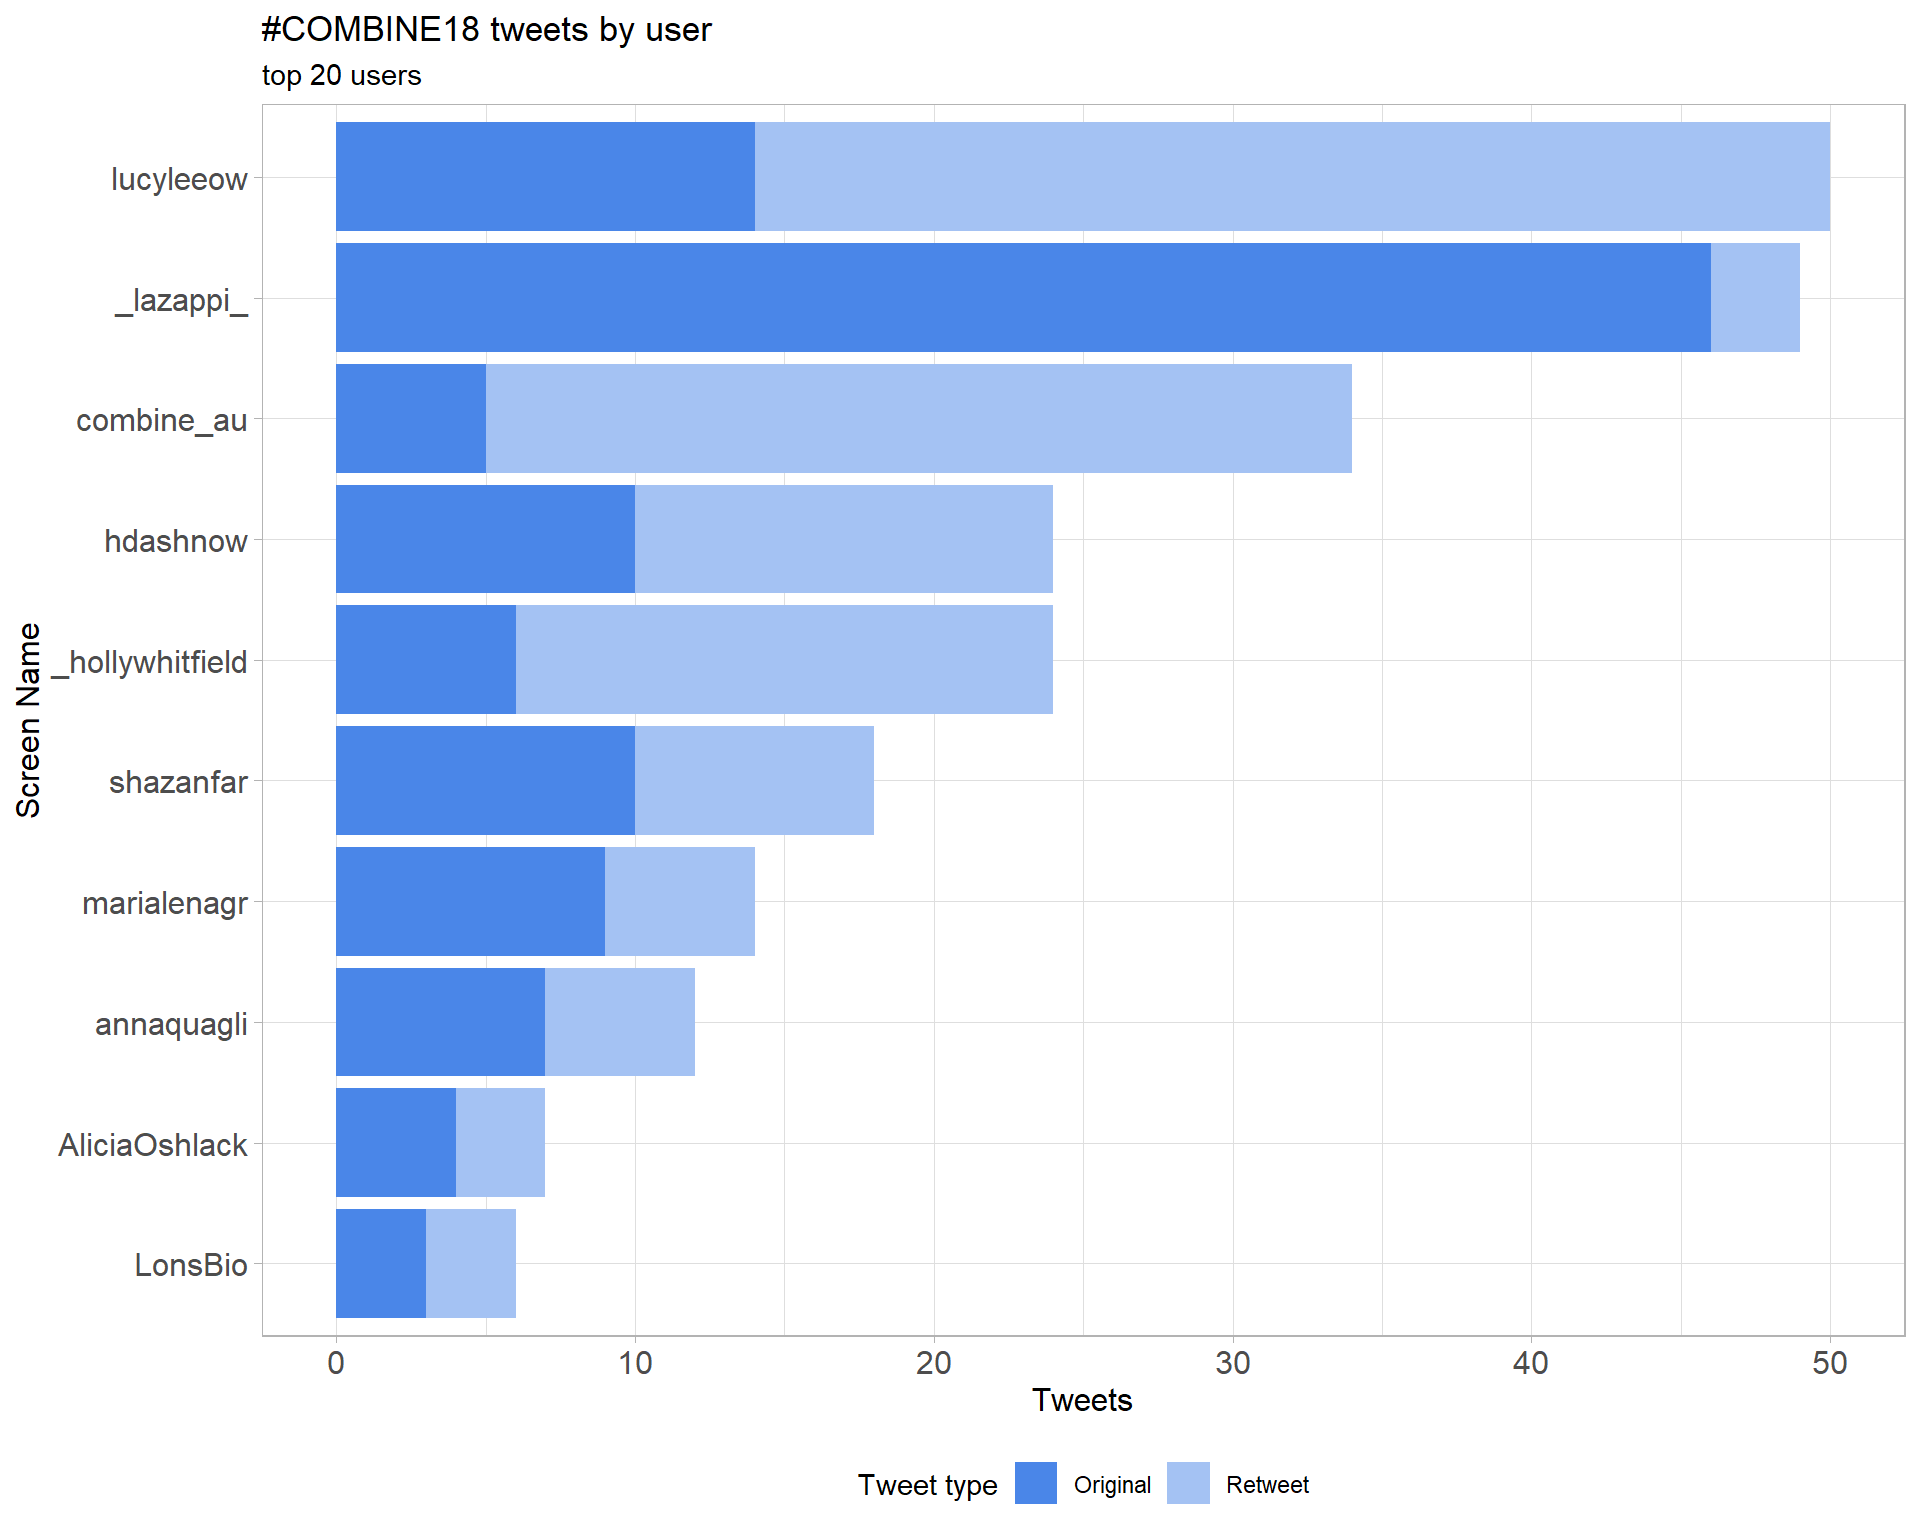 #COMBINE18 tweets by user
top 20 users
Screen Name
lucyleeow
_lazappi_
combine_au
hdashnow
_hollywhitfield
shazanfar
marialenagr
annaquagli
AliciaOshlack
LonsBio
0 10 20 30 40 50
Tweets
Tweet type Original Retweet